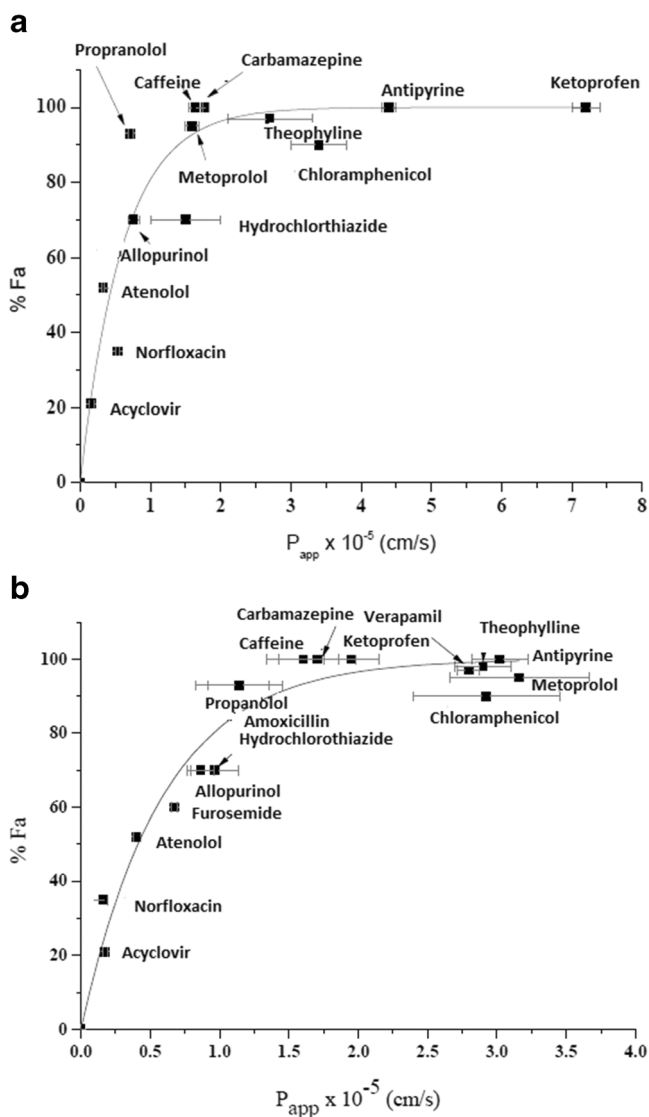 a
Propranolol
Carbamazepine
Caffeine
Antipyrine
Ketoprofen
100
Theophyline
Metoprolol
Chloramphenicol
80
Hydrochlorthiazide
60
Allopurinol
% Fa
Atenolol
40
Norfloxacin
20
Acyclovir
0
0 1 2 3 4 5 6 7 8
P app x 10 -5 (cm/s)
b
Carbamazepine Verapamil
Theophylline
Caffeine Ketoprofen
100
Antipyrine
Metoprolol
Propanolol
Chloramphenicol
Amoxicillin
80
Hydrochlorothiazide
Allopurinol
60
Furosemide
% Fa
Atenolol
40
Norfloxacin
20
Acyclovir
0
0.0 0.5 1.0 1.5 2.0 2.5 3.0 3.5 4.0
P app x 10 -5 (cm/s)